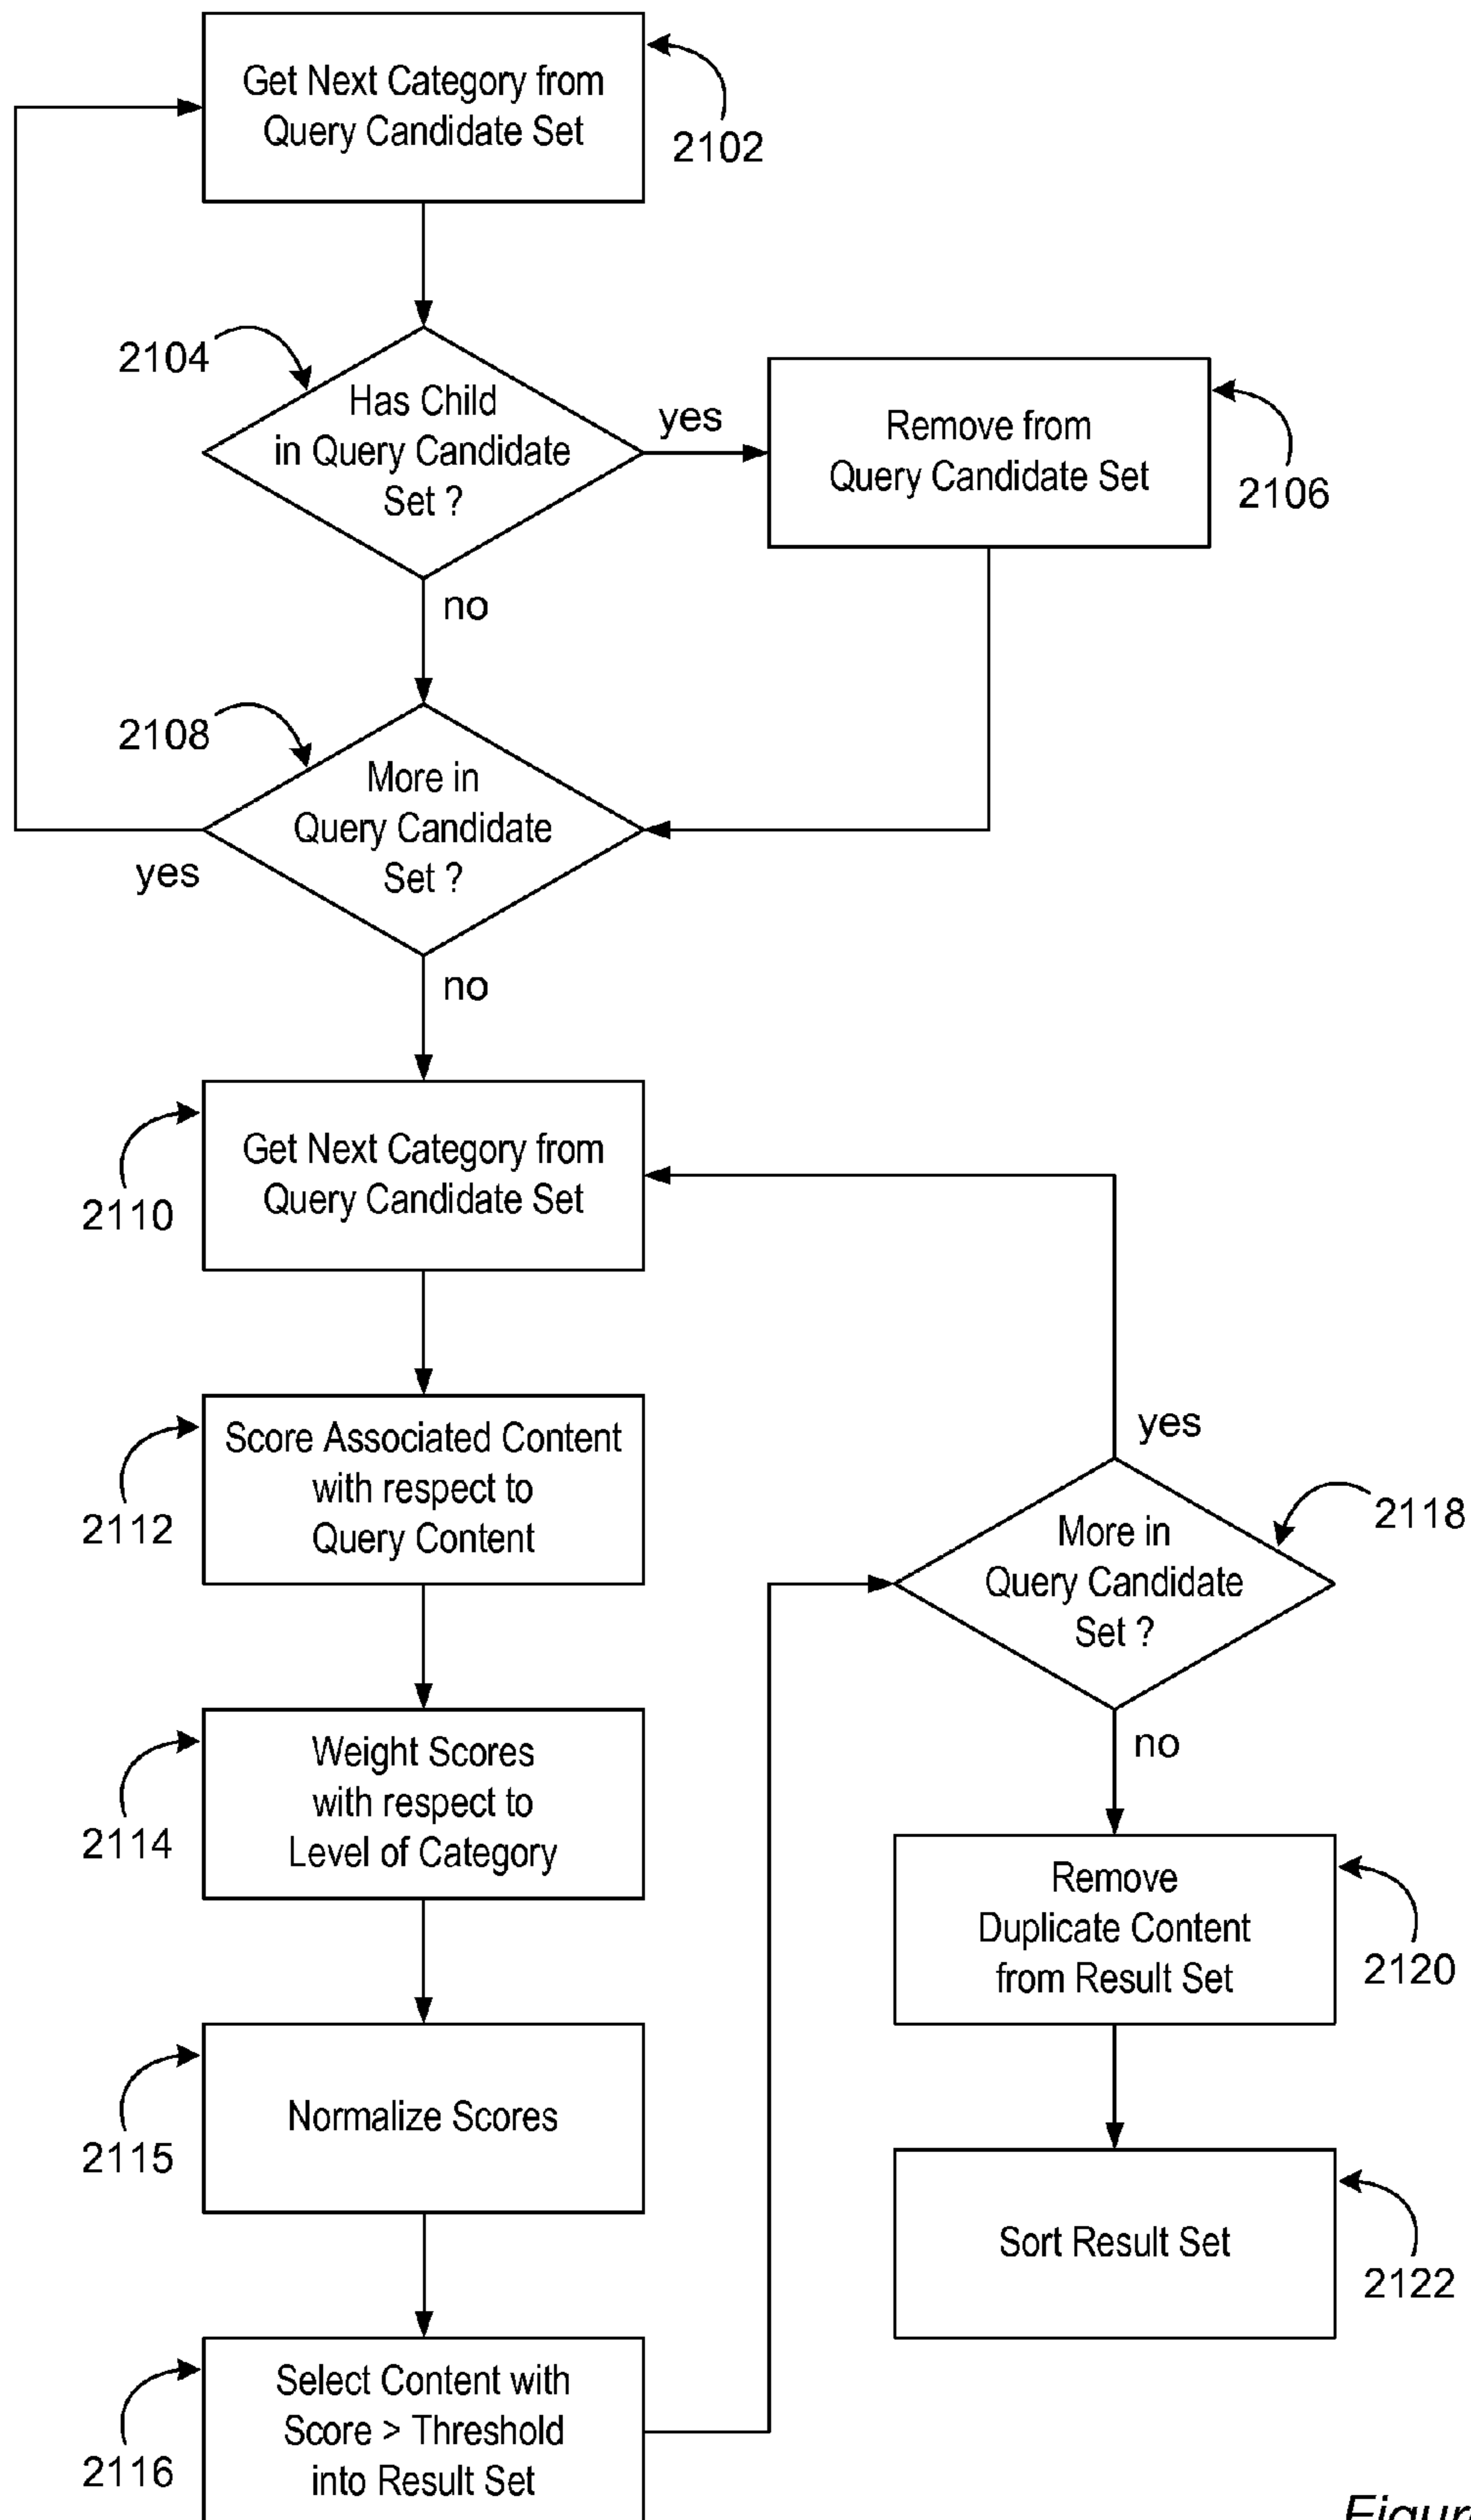 Get Next Category from
Query Candidate Set
2102
2104
Has Child
in Query Candidate
Set ?
yes
Remove from
Query Candidate Set
2106
no
2108
More in
Query Candidate
Set ?
yes
no
Get Next Category from
Query Candidate Set
2110
Score Associated Content
with respect to
Query Content
2112
Weight Scores
with respect to
Level of Category
2114
Normalize Scores
2115
Select Content with
Score > Threshold
into Result Set
2116
yes
More in
Query Candidate
Set ?
2118
no
Remove
Duplicate Content
from Result Set
2120
Sort Result Set
2122